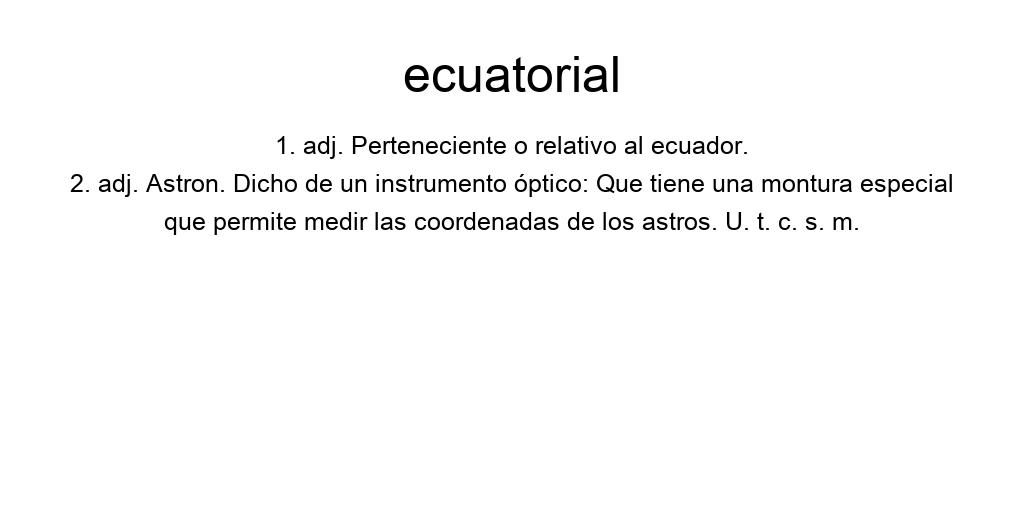 ecuatorial
1. adj. Perteneciente o relativo al ecuador.
2. adj. Astron. Dicho de un instrumento óptico: Que tiene una montura especial
que permite medir las coordenadas de los astros. U. t. c. s. m.